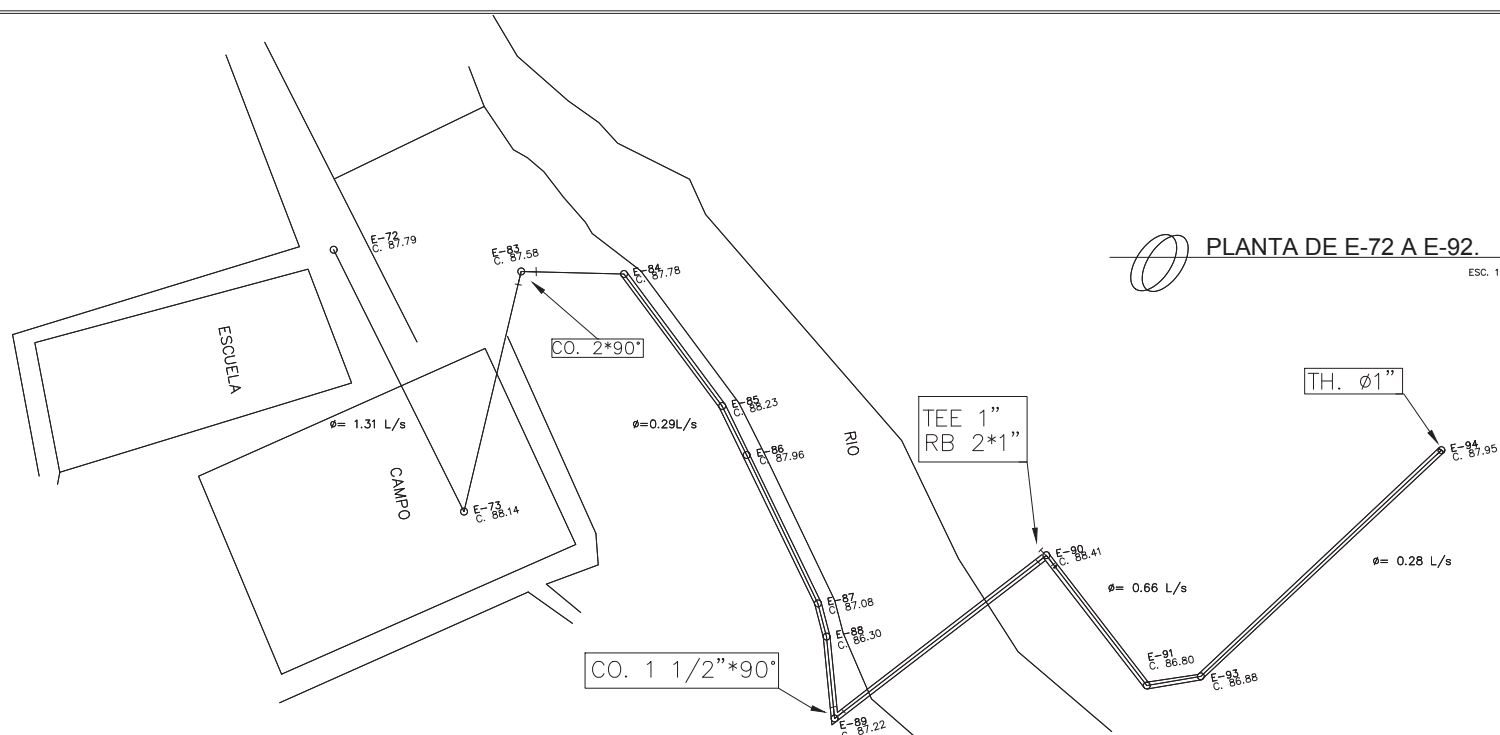 E-72
C. 87.79
E-83
C. 87.58
E-84
C. 87.78
PLANTA DE E-72 A E-92.
ESC. 1
ESCUELA
CO. 2*90°
TH. ø1”
E-85
C. 88.23
ø= 1.31 L/s
ø=0.29L/s
TEE 1”
RB 2*1”
RIO
E-86
C. 87.96
E-94
C. 87.95
CAMPO
E-73
C. 88.14
E-90
C. 88.41
ø= 0.66 L/s
ø= 0.28 L/s
E-87
C. 87.08
E-88
C. 86.30
CO. 1 1/2”*90°
E-91
C. 86.80
E-93
C. 86.88
E-89
C. 87.22